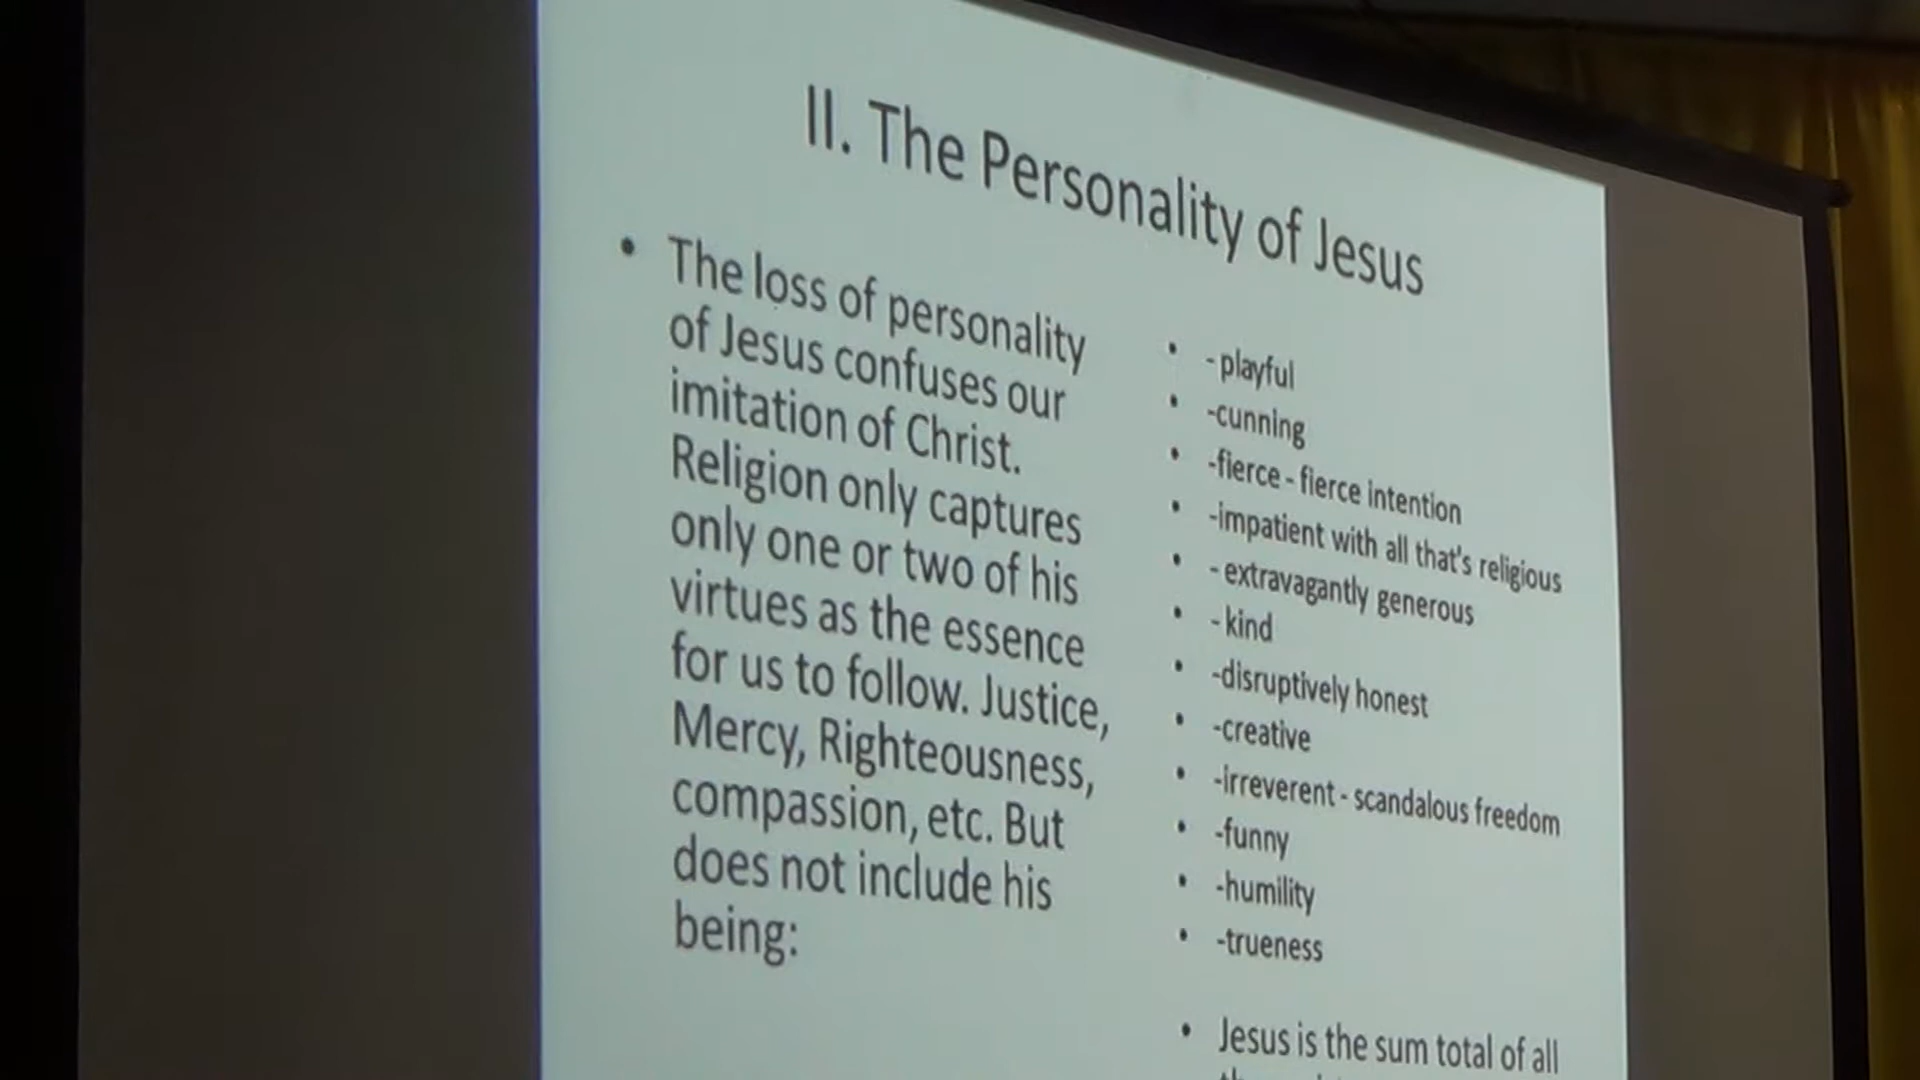 II. The Personality of Jesus
• The loss of personality
of Jesus confuses our
imitation of Christ.
Religion only captures
only one or two of his
virtues as the essence
for us to follow. Justice,
Mercy, Righteousness,
compassion, etc. But
does not include his
being:
• - playful
• -cunning
• -fierce - fierce intention
• -impatient with all that's religious
• - extravagantly generous
• - kind
• -disruptively honest
• -creative
• -irreverent - scandalous freedom
• -funny
• -humility
• -trueness
• Jesus is the sum total of all